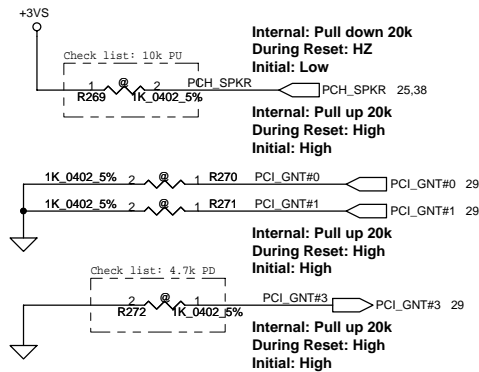 +3VS
Internal: Pull down 20k
During Reset: HZ
Initial: Low
Check list: 10k PU
1 @ 2 PCH_SPKR
R269 1K_0402_5%
PCH_SPKR 25,38
Internal: Pull up 20k
During Reset: High
Initial: High
1K_0402_5% 2 @ 1 R270 PCI_GNT#0
PCI_GNT#0 29
1K_0402_5% 2 @ 1 R271 PCI_GNT#1
PCI_GNT#1 29
Internal: Pull up 20k
During Reset: High
Initial: High
Check list: 4.7k PD
2 @ 1 PCI_GNT#3
R272 1K_0402_5%
PCI_GNT#3 29
Internal: Pull up 20k
During Reset: High
Initial: High